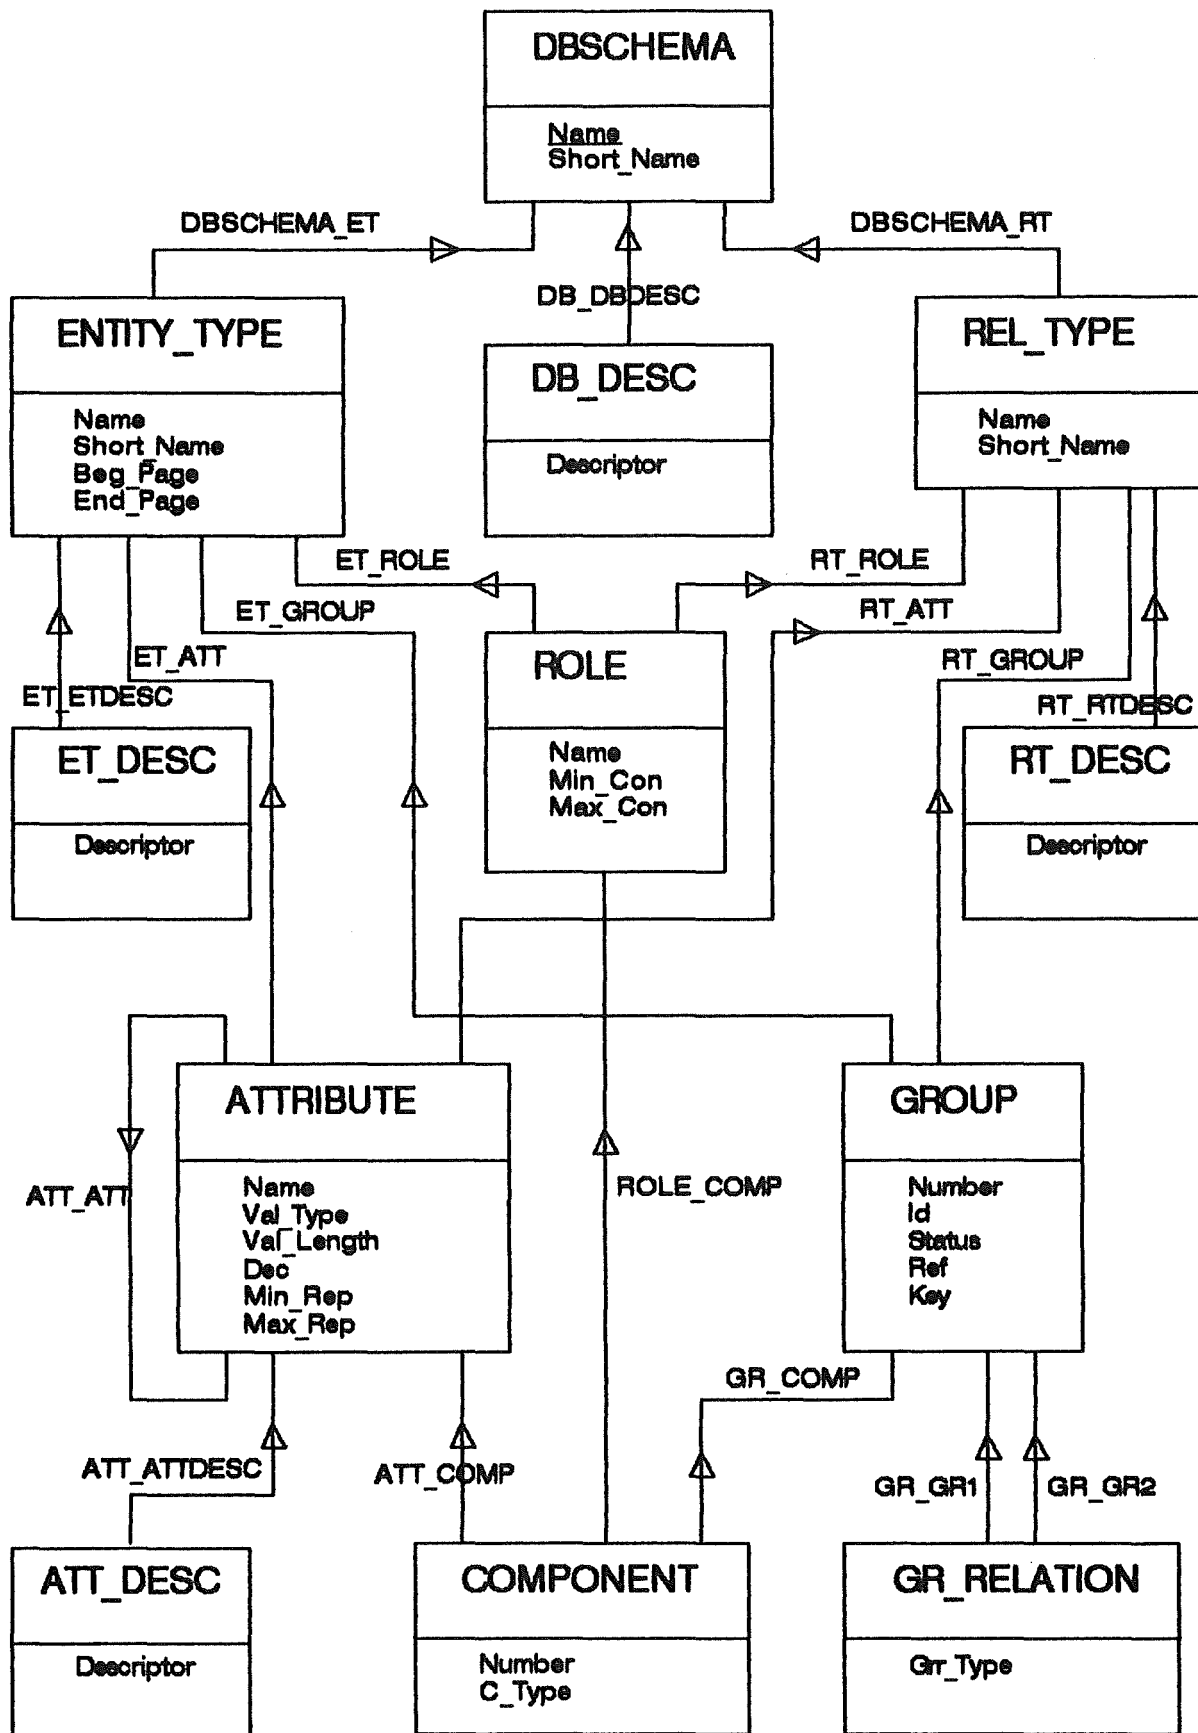 DBSCHEMA
Name
Short_Name
DBSCHEMA_ET
DBSCHEMA_RT
DB_DBDESC
ENTITY_TYPE
REL_TYPE
DB_DESC
Name
Short_Name
Beg_Page
End_Page
Name
Short_Name
Descriptor
ET_ROLE
RT_ROLE
ET_GROUP
RT_ATT
ET_ATT
ROLE
RT_GROUP
ET_ETDESC
RT_RTDESC
ET_DESC
RT_DESC
Name
Min_Con
Max_Con
Descriptor
Descriptor
ATTRIBUTE
GROUP
ATT_ATT
ROLE_COMP
Name
Val_Type
Val_Length
Dec
Min_Rep
Max_Rep
Number
Id
Status
Ref
Key
GR_COMP
ATT_ATTDESC
ATT_COMP
GR_GR1
GR_GR2
ATT_DESC
COMPONENT
GR_RELATION
Descriptor
Number
C_Type
Grr_Type